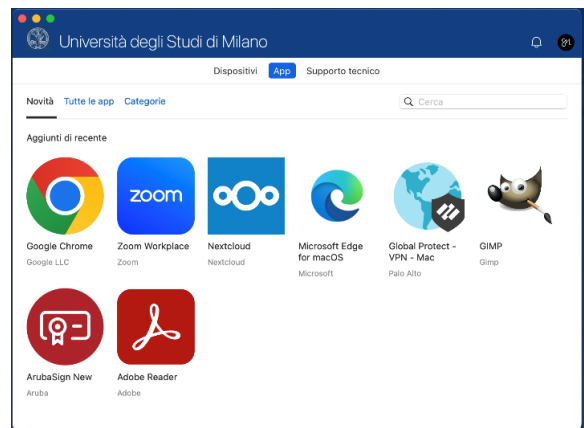 Università degli Studi di Milano
Dispositivi App Supporto tecnico
Novità Tutte le app Categorie Cerca
Aggiunti di recente
zoom
Google Chrome
Google LLC
Zoom Workplace
Zoom
Nextcloud
Nextcloud
Microsoft Edge
for macOS
Microsoft
Global Protect -
VPN - Mac
Palo Alto
GIMP
Gimp
ArubaSign New
Aruba
Adobe Reader
Adobe